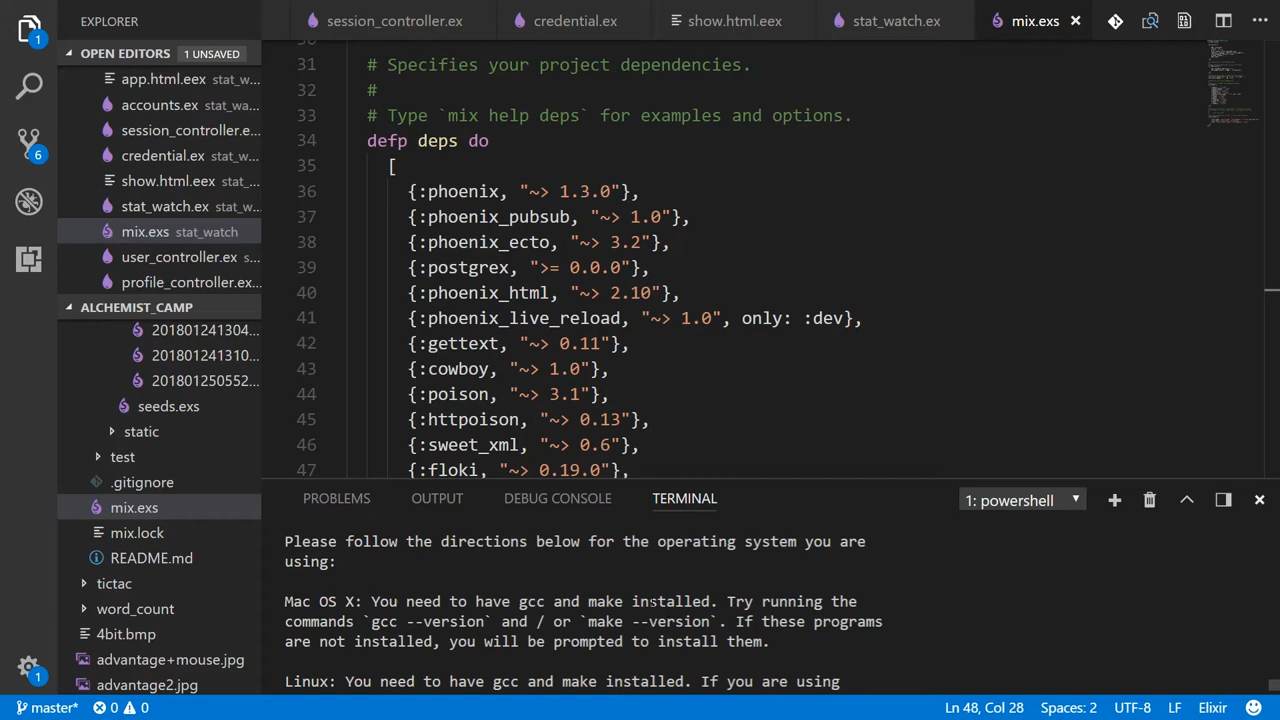 EXPLORER
session_controller.ex
credential.ex
show.html.eex
stat_watch.ex
mix.exs
1
OPEN EDITORS 1 UNSAVED
app.html.eex stat_w...
accounts.ex stat_wa...
session_controller.e...
6
credential.ex stat_wa...
show.html.eex stat_...
stat_watch.ex stat_w...
mix.exs stat_watch
user_controller.ex s...
profile_controller.ex...
ALCHEMIST_CAMP
201801241304...
201801241310...
201801250552...
seeds.exs
static
test
.gitignore
mix.exs
mix.lock
README.md
tictac
word_count
4bit.bmp
advantage+mouse.jpg
advantage2.jpg
1
30
31 # Specifies your project dependencies.
32 #
33 # Type `mix help deps` for examples and options.
34 defp deps do
35 [
36 {:phoenix, "~> 1.3.0"},
37 {:phoenix_pubsub, "~> 1.0"},
38 {:phoenix_ecto, "~> 3.2"},
39 {:postgrex, ">= 0.0.0"},
40 {:phoenix_html, "~> 2.10"},
41 {:phoenix_live_reload, "~> 1.0", only: :dev},
42 {:gettext, "~> 0.11"},
43 {:cowboy, "~> 1.0"},
44 {:poison, "~> 3.1"},
45 {:httpoison, "~> 0.13"},
46 {:sweet_xml, "~> 0.6"},
47 {:floki, "~> 0.19.0"},
PROBLEMS OUTPUT DEBUG CONSOLE TERMINAL 1: powershell
Please follow the directions below for the operating system you are
using:
Mac OS X: You need to have gcc and make installed. Try running the
commands `gcc --version` and / or `make --version`. If these programs
are not installed, you will be prompted to install them.
Linux: You need to have gcc and make installed. If you are using
master* 0 0 Ln 48, Col 28 Spaces: 2 UTF-8 LF Elixir